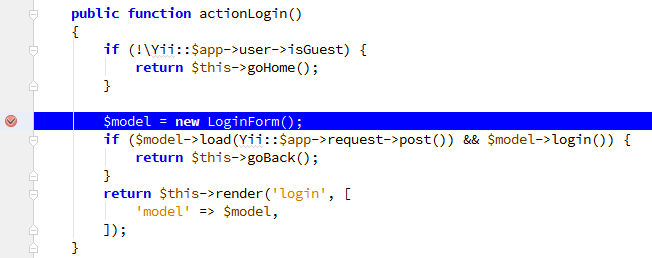 public function actionLogin()
{
    if (!\Yii::$app->user->isGuest) {
        return $this->goHome();
    }

    $model = new LoginForm();
    if ($model->load(Yii::$app->request->post()) && $model->login()) {
        return $this->goBack();
    }
    return $this->render('login', [
        'model' => $model,
    ]);
}